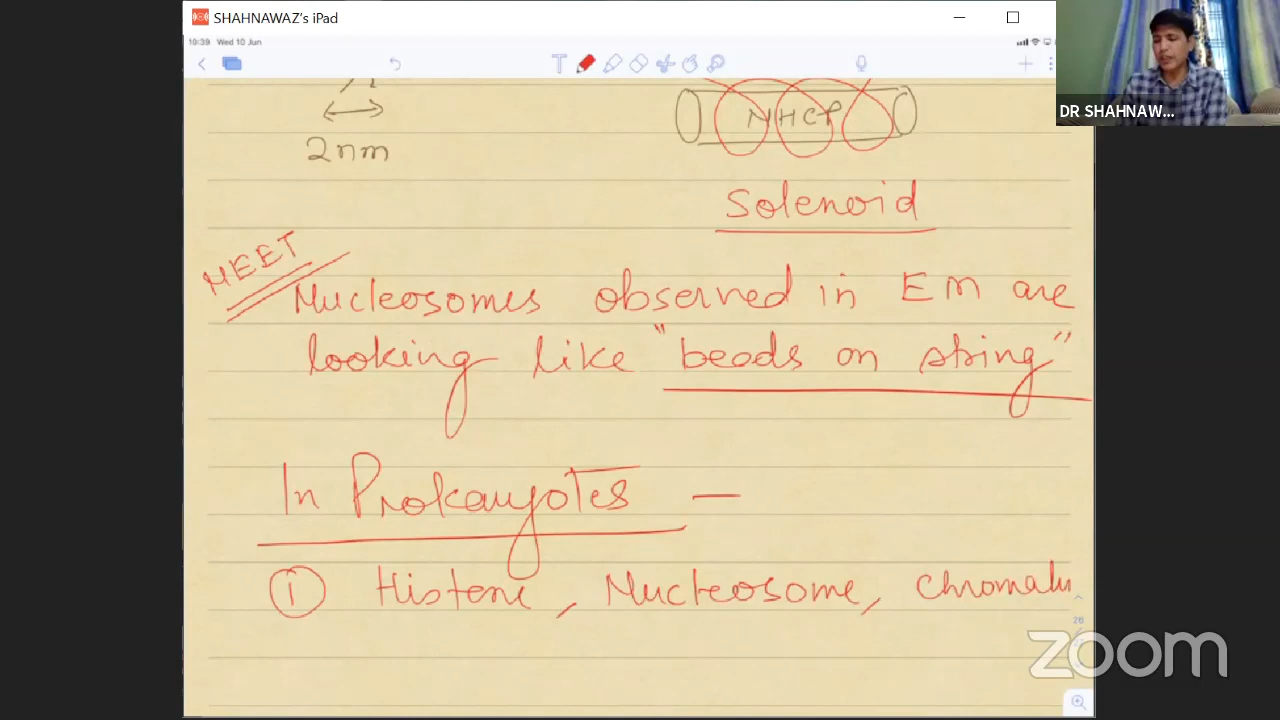 SHAHNAWAZ's iPad
10:39 Wed 10 Jun
DR SHAHNAW...
NHCP
2nm
Solenoid
NEET
Nucleosomes observed in EM are
looking like "beads on string"
In Prokaryotes —
① Histone, Nucleosome, Chromatin
26
zoom